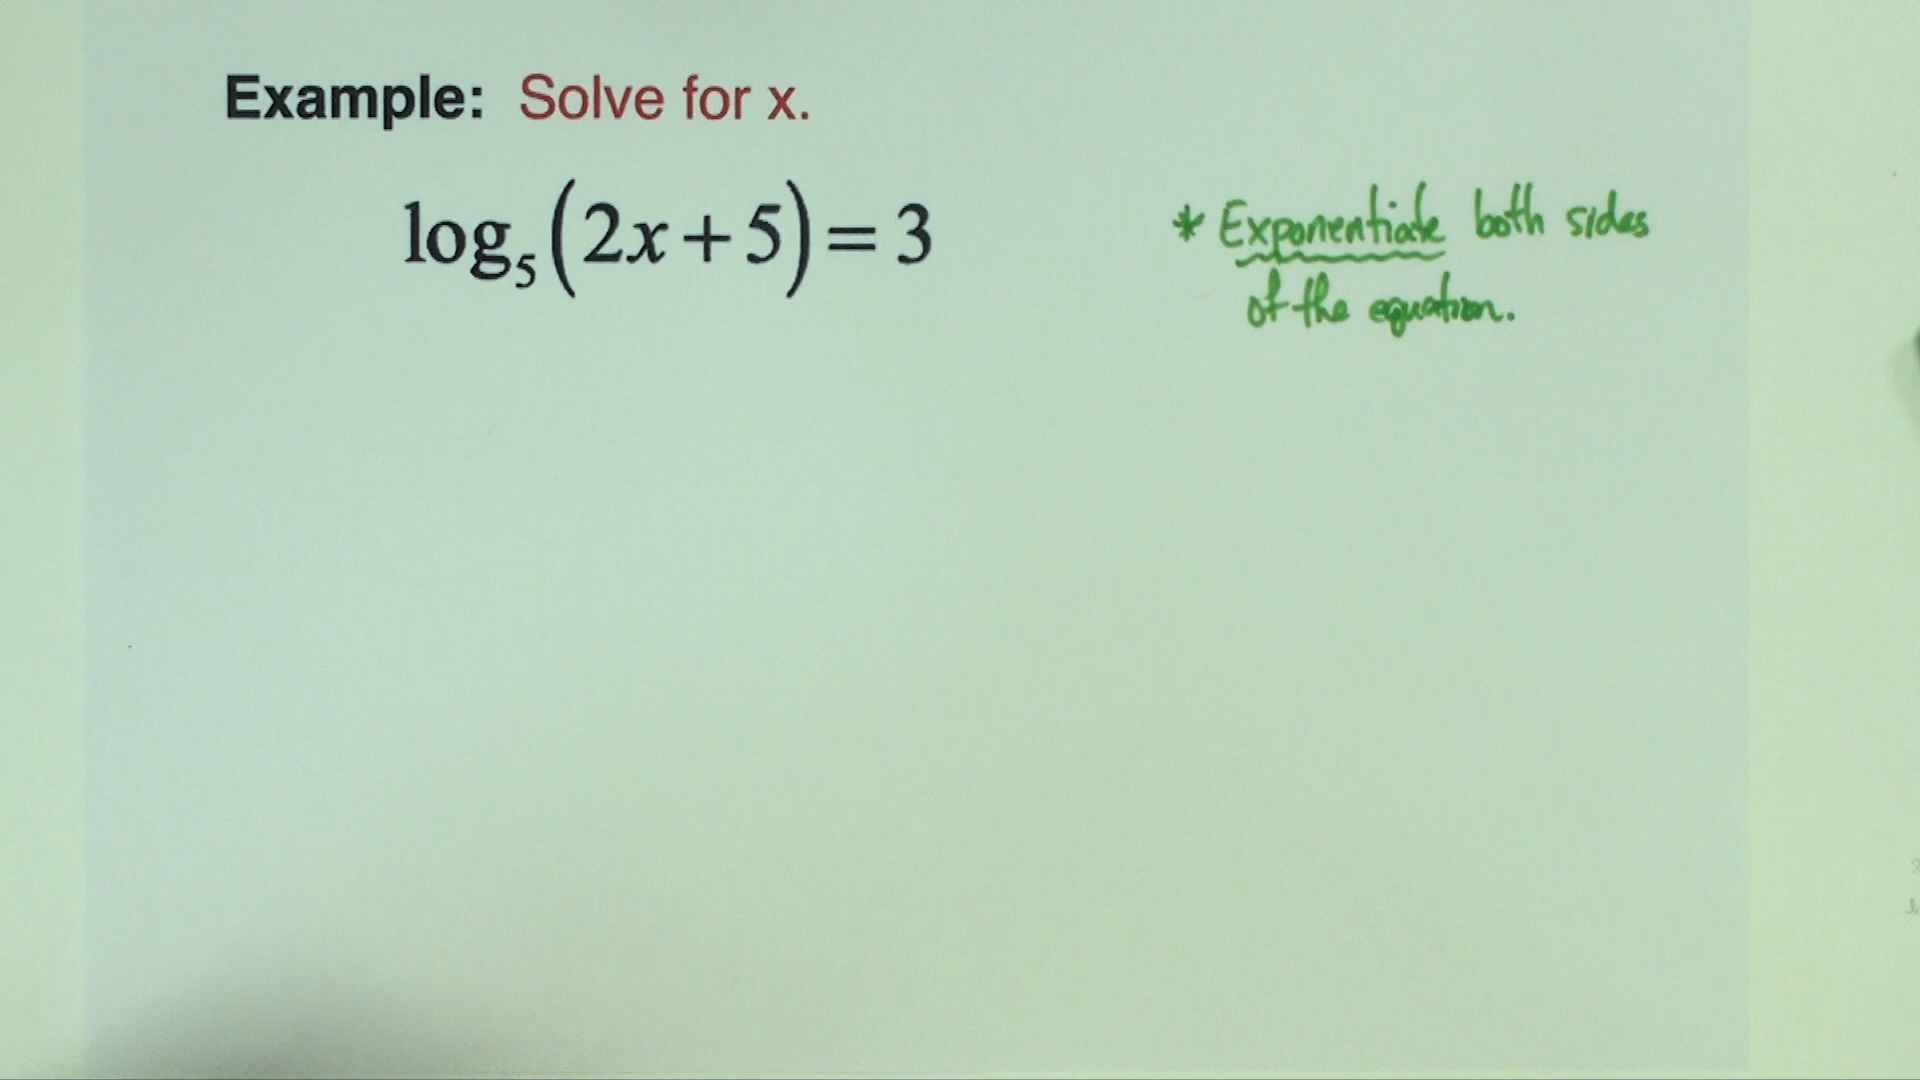 Example: Solve for x.
log₅(2x+5)=3
* Exponentiate both sides
of the equation.